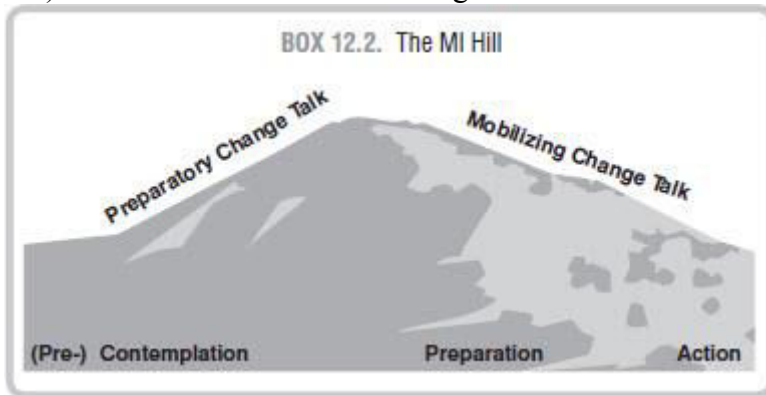 BOX 12.2. The MI Hill
Preparatory Change Talk
Mobilizing Change Talk
(Pre-) Contemplation Preparation Action